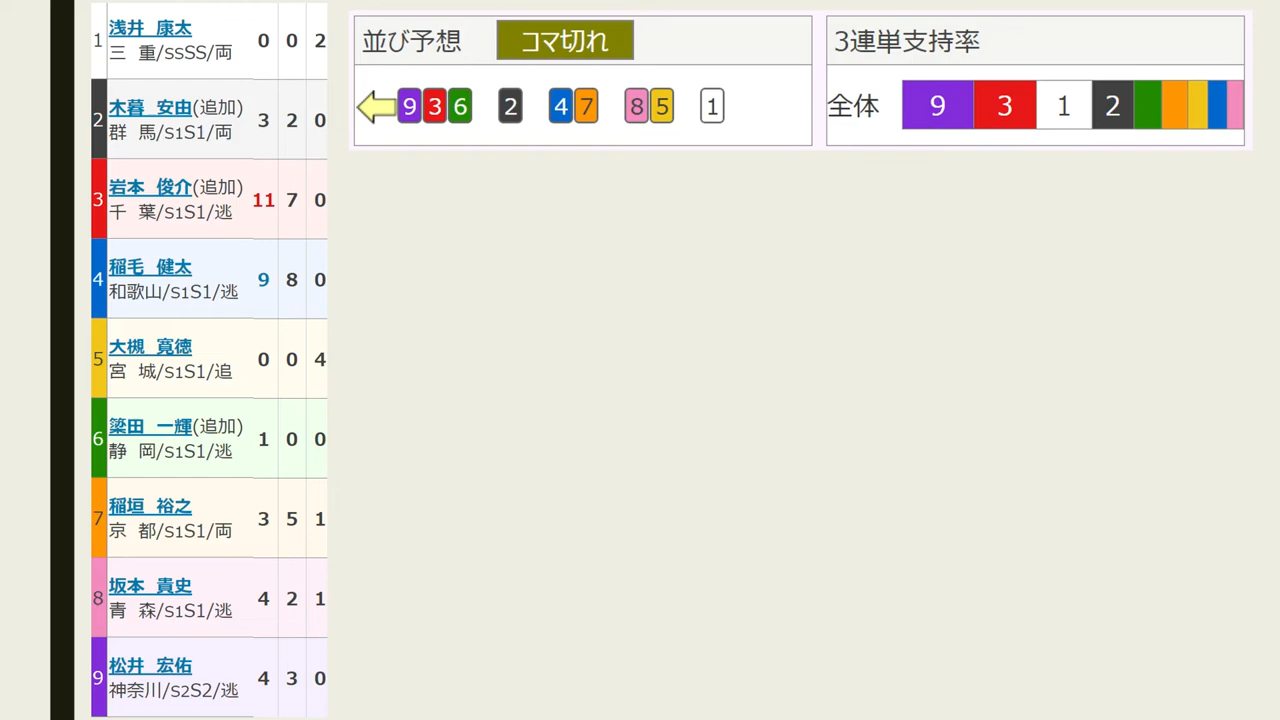 1 浅井 康太 0 0 2
三 重/SSSS/両
2 木暮 安由(追加) 3 2 0
群 馬/S1S1/両
3 岩本 俊介(追加) 11 7 0
千 葉/S1S1/逃
4 稲毛 健太 9 8 0
和歌山/S1S1/逃
5 大槻 寛徳 0 0 4
宮 城/S1S1/追
6 簗田 一輝(追加) 1 0 0
静 岡/S1S1/逃
7 稲垣 裕之 3 5 1
京 都/S1S1/両
8 坂本 貴史 4 2 1
青 森/S1S1/逃
9 松井 宏佑 4 3 0
神奈川/S2S2/逃
並び予想 コマ切れ
9 3 6 2 4 7 8 5 1
3連単支持率
全体 9 3 1 2